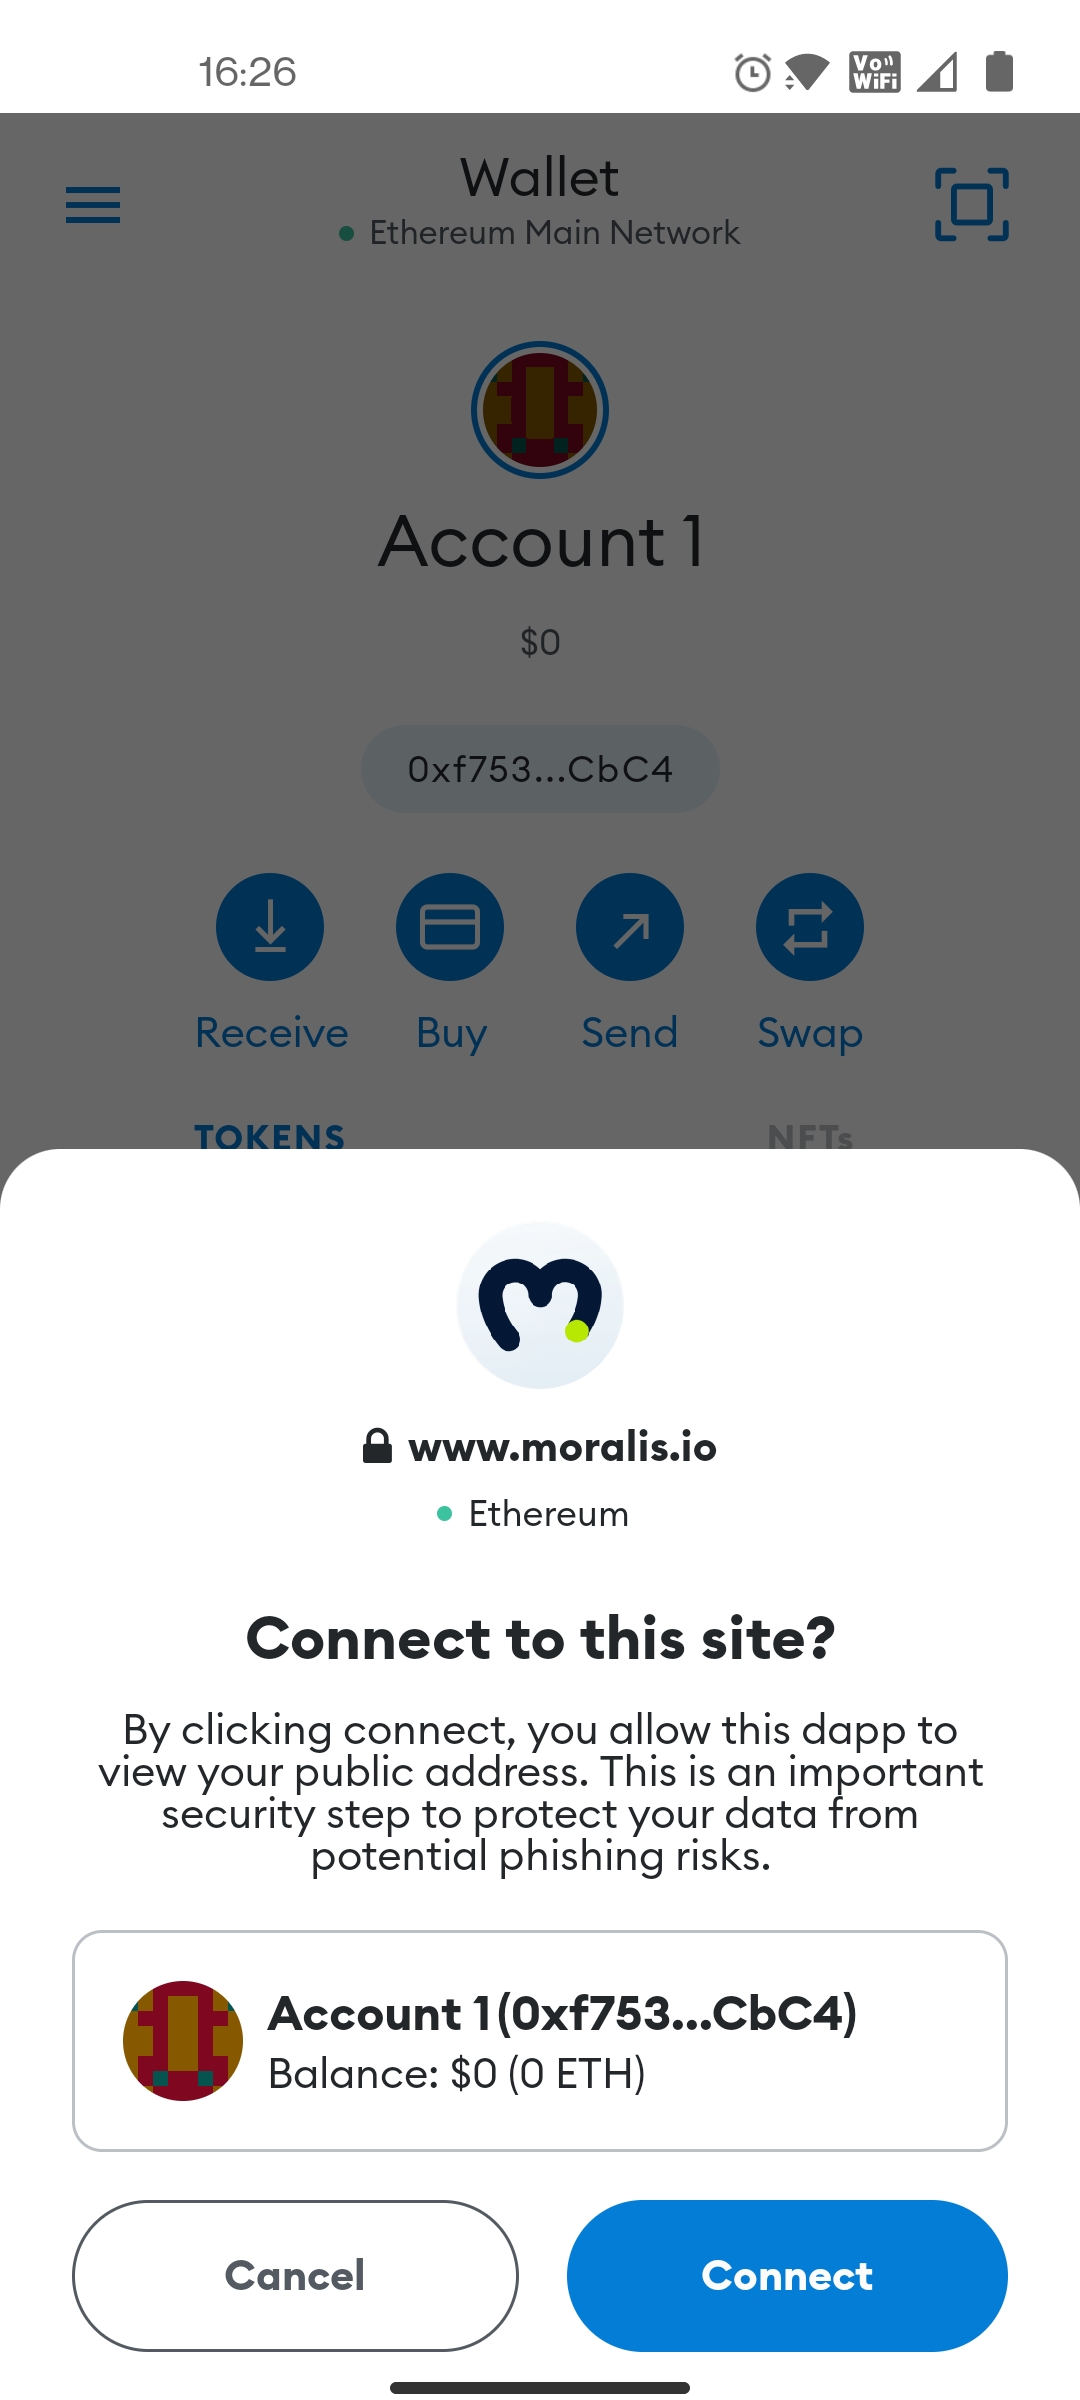 16:26
Vo WiFi
Wallet
Ethereum Main Network
Account 1
$0
0xf753...CbC4
Receive Buy Send Swap
TOKENS NFTs
www.moralis.io
Ethereum
Connect to this site?
By clicking connect, you allow this dapp to
view your public address. This is an important
security step to protect your data from
potential phishing risks.
Account 1 (0xf753...CbC4)
Balance: $0 (0 ETH)
Cancel Connect